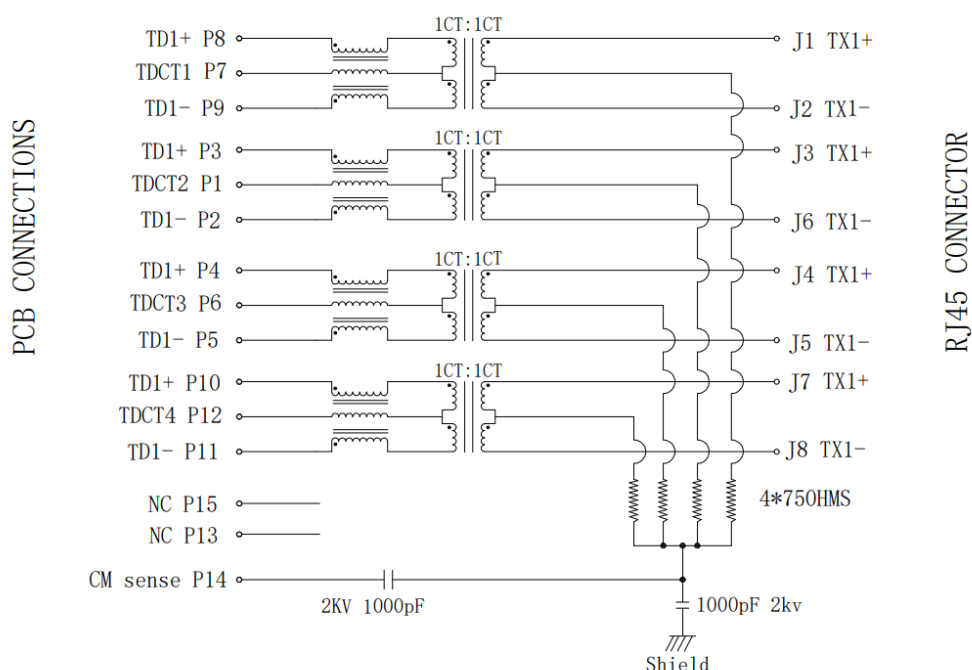 PCB CONNECTIONS
RJ45 CONNECTOR
1CT:1CT
TD1+ P8
J1 TX1+
TDCT1 P7
TD1- P9
J2 TX1-
1CT:1CT
TD1+ P3
J3 TX1+
TDCT2 P1
TD1- P2
J6 TX1-
1CT:1CT
TD1+ P4
J4 TX1+
TDCT3 P6
TD1- P5
J5 TX1-
1CT:1CT
TD1+ P10
J7 TX1+
TDCT4 P12
TD1- P11
J8 TX1-
NC P15
4*750HMS
NC P13
CM sense P14
2KV 1000pF
1000pF 2kv
Shield